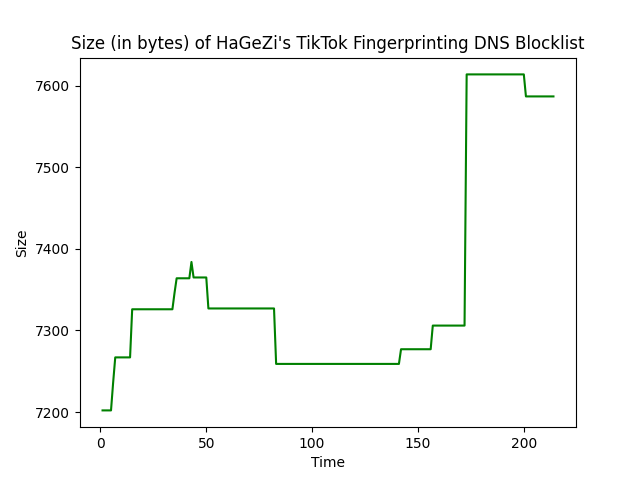 Size (in bytes) of HaGeZi's TikTok Fingerprinting DNS Blocklist
7600
7500
7400
7300
7200
Size
0 50 100 150 200
Time